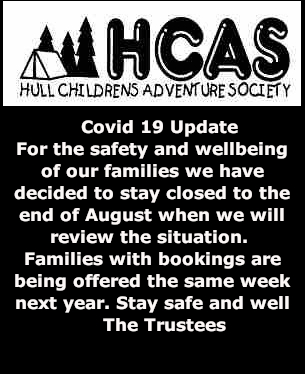 HCAS
HULL CHILDRENS ADVENTURE SOCIETY
Covid 19 Update
For the safety and wellbeing
of our families we have
decided to stay closed to the
end of August when we will
review the situation.
Families with bookings are
being offered the same week
next year. Stay safe and well
The Trustees